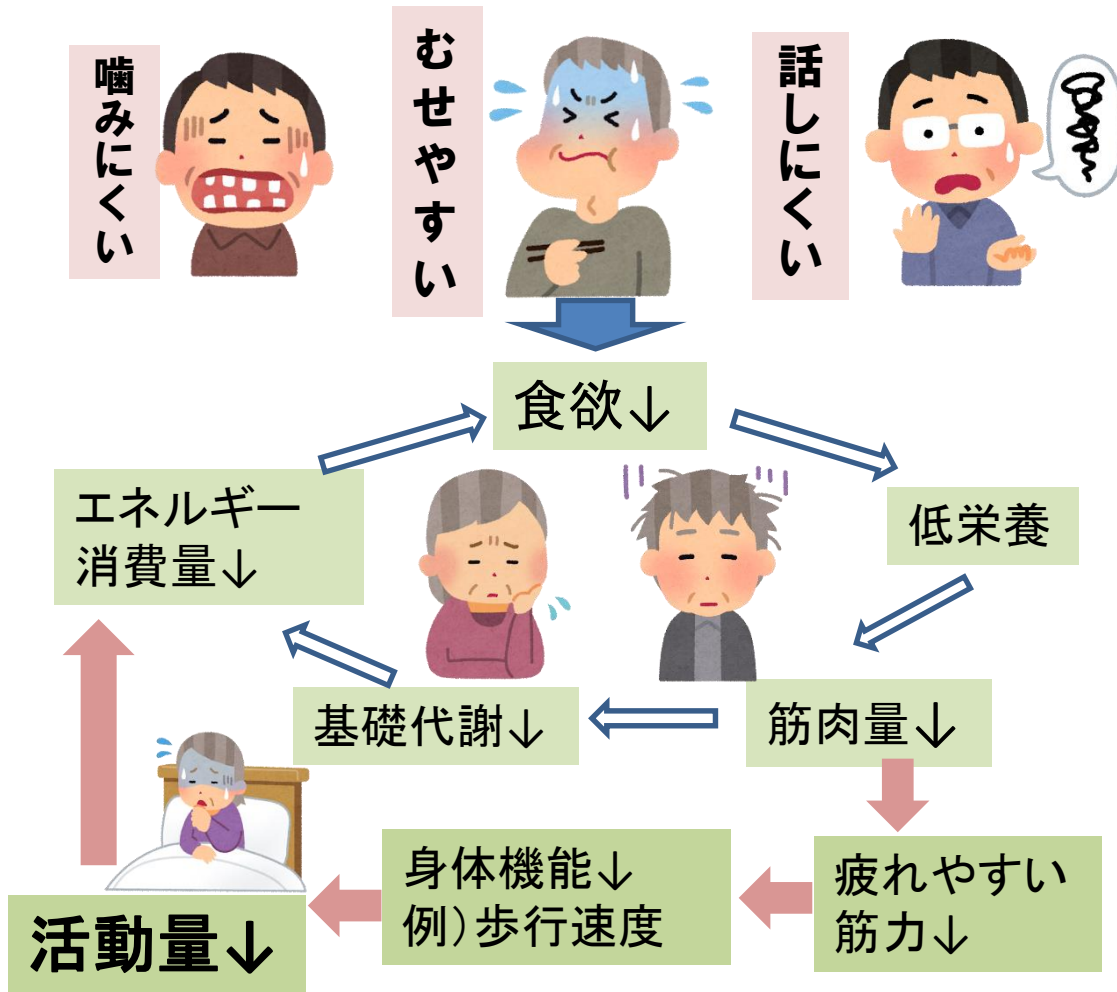 噛みにくい
むせやすい
話しにくい
食欲↓
エネルギー
消費量↓
低栄養
基礎代謝↓
筋肉量↓
身体機能↓
例）歩行速度
疲れやすい
筋力↓
活動量↓